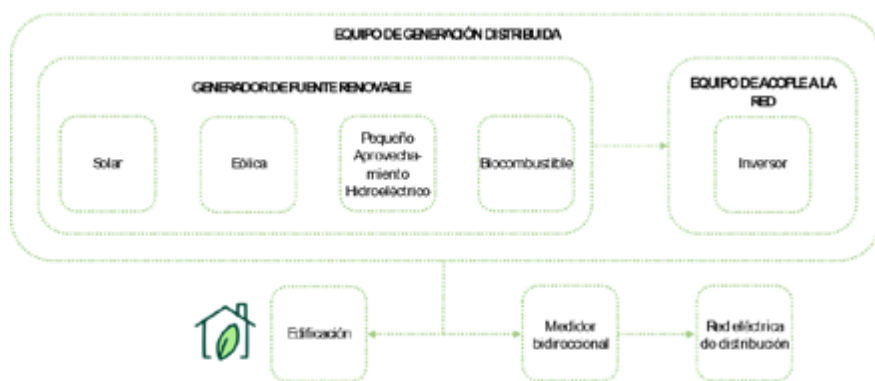 EQUIPO DE GENERACIÓN DISTRIBUIDA
GENERADOR DE FUENTE RENOVABLE
EQUIPO DE ACOPLE A LA
RED
Solar
Eólica
Pequeño
Aprovecha-
miento
Hidroeléctrico
Biocombustible
Inversor
Edificación
Medidor
bidireccional
Red eléctrica
de distribución